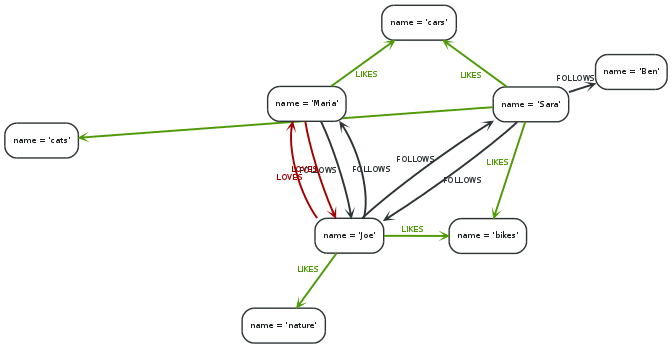 name = 'cars'
name = 'Ben'
LIKES
LIKES
FOLLOWS
name = 'Maria'
name = 'Sara'
name = 'cats'
LIKES
FOLLOWS
LOVES
FOLLOWS
FOLLOWS
LOVES
FOLLOWS
LIKES
name = 'Joe'
name = 'bikes'
LIKES
name = 'nature'